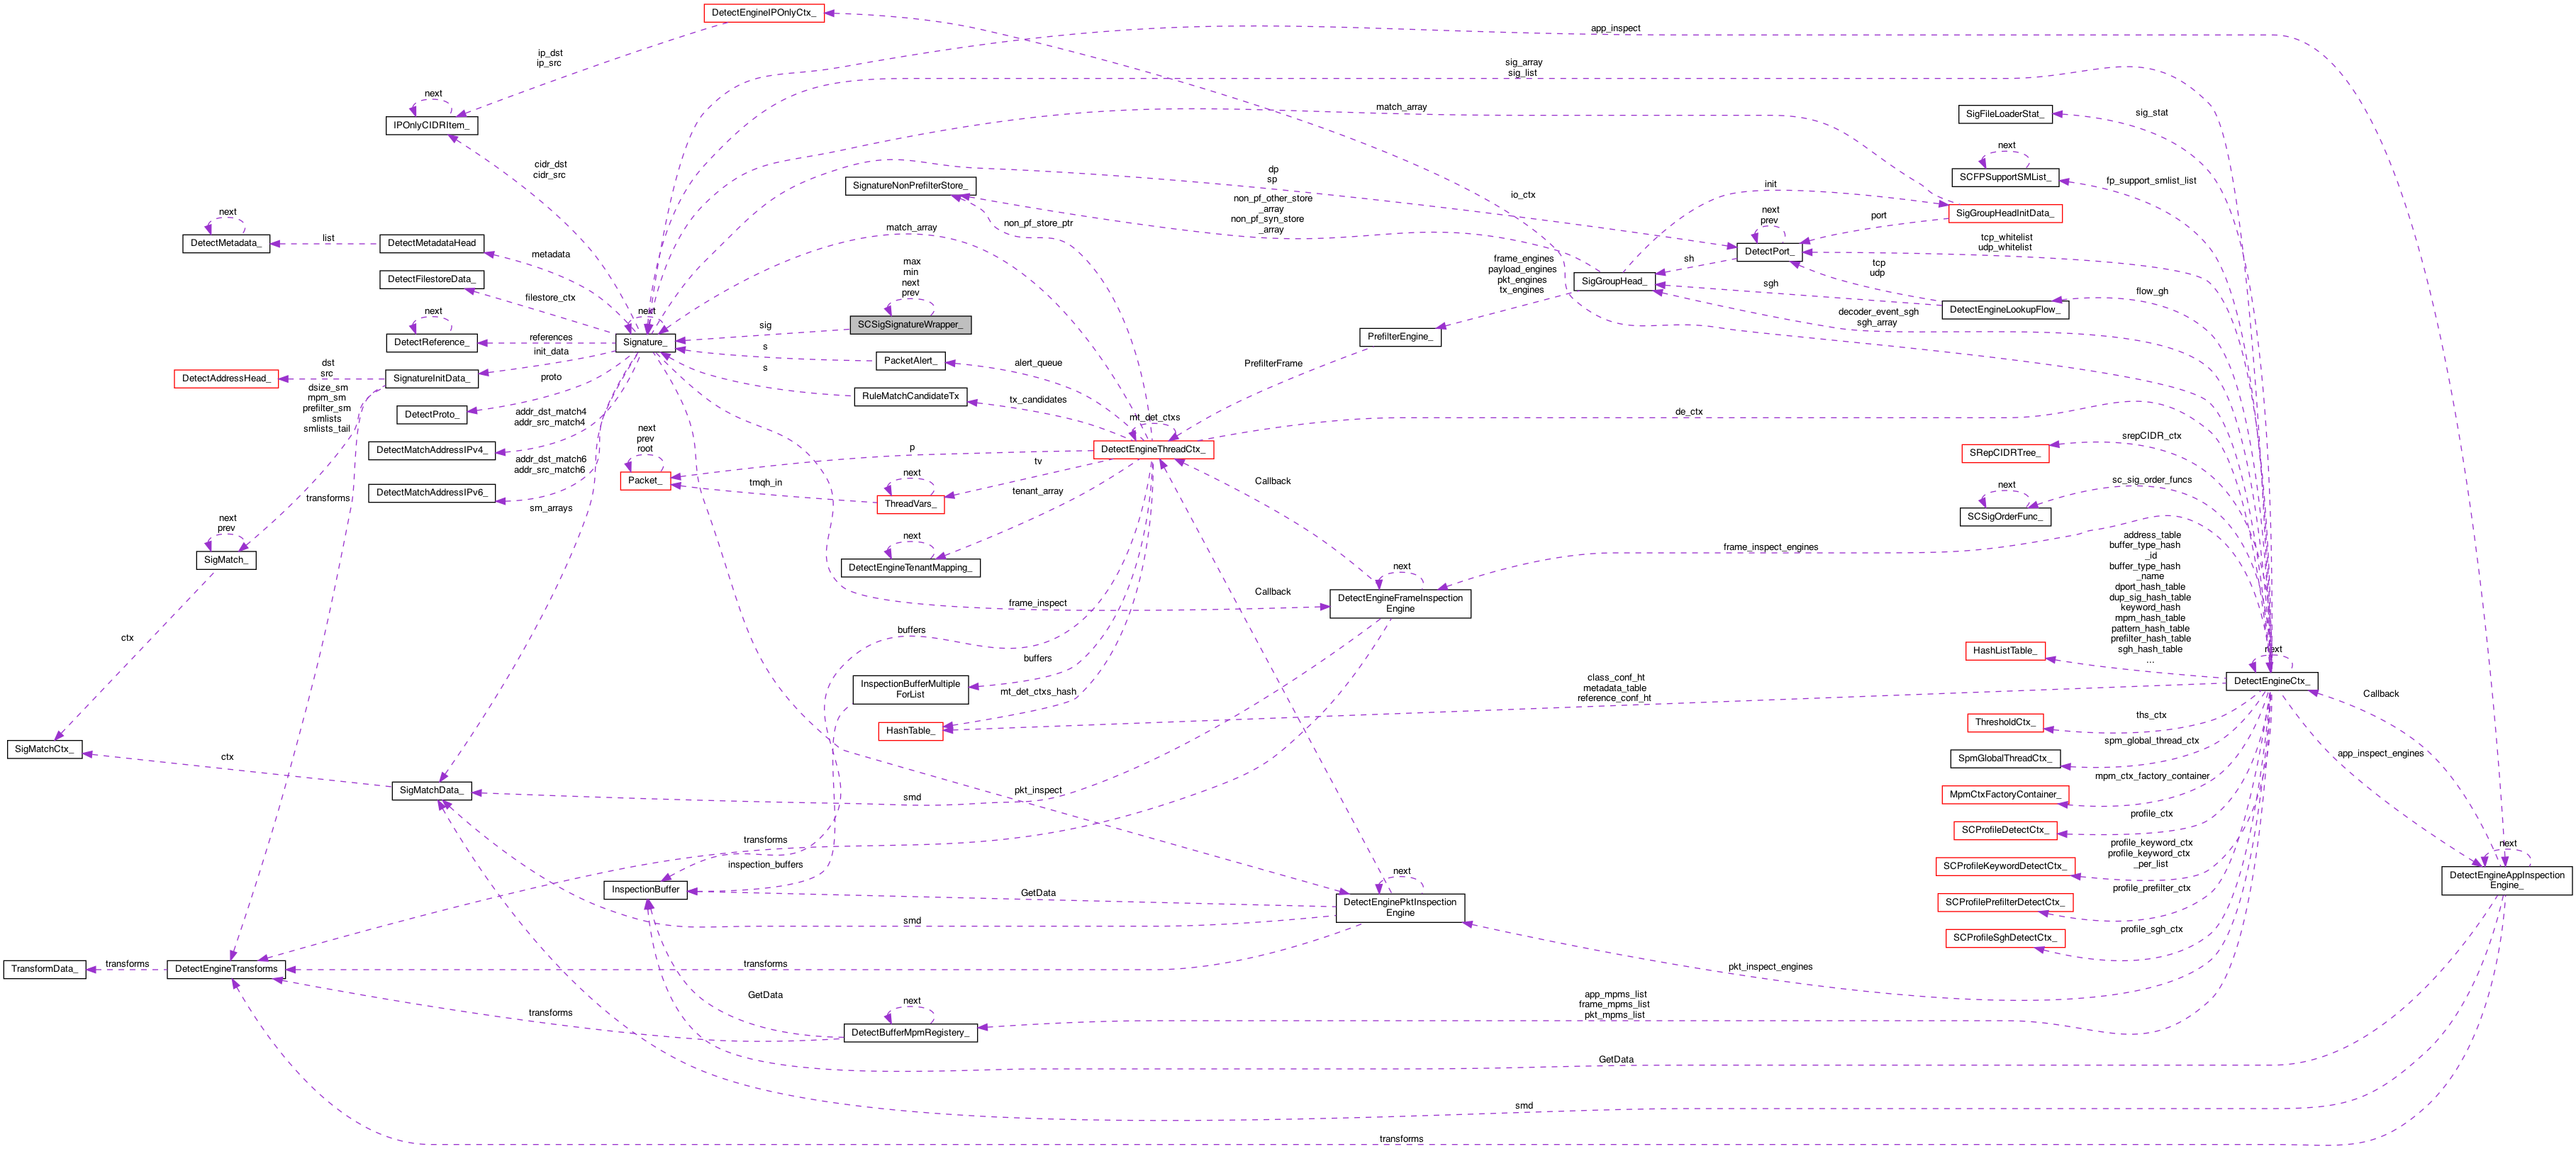 DetectEngineIPOnlyCtx_
app_inspect
ip_dst
ip_src
sig_array
sig_list
next
IPOnlyCIDRItem_
match_array
SigFileLoaderStat_
sig_stat
next
SCFPSupportSMList_
fp_support_smlist_list
cidr_dst
cidr_src
SignatureNonPrefilterStore_
dp
sp
init
io_ctx
non_pf_other_store
_array
non_pf_syn_store
_array
SigGroupHeadInitData_
port
next
prev
DetectPort_
next
DetectMetadata_
list
DetectMetadataHead
metadata
match_array
non_pf_store_ptr
tcp_whitelist
udp_whitelist
sh
tcp
udp
frame_engines
payload_engines
pkt_engines
tx_engines
SigGroupHead_
sgh
flow_gh
DetectEngineLookupFlow_
DetectFilestoreData_
filestore_ctx
max
min
next
prev
SCSigSignatureWrapper_
sig
decoder_event_sgh
sgh_array
next
DetectReference_
references
next
Signature_
PrefilterEngine_
s
PacketAlert_
alert_queue
PrefilterFrame
init_data
SignatureInitData_
dst
src
DetectAddressHead_
proto
s
RuleMatchCandidateTx
tx_candidates
dsize_sm
mpm_sm
prefilter_sm
smlists
smlists_tail
DetectProto_
addr_dst_match4
addr_src_match4
mt_det_ctxs
DetectEngineThreadCtx_
de_ctx
next
prev
root
Packet_
p
DetectMatchAddressIPv4_
srepCIDR_ctx
SRepCIDRTree_
addr_dst_match6
addr_src_match6
tv
next
ThreadVars_
tmqh_in
tenant_array
Callback
sc_sig_order_funcs
next
SCSigOrderFunc_
DetectMatchAddressIPv6_
transforms
sm_arrays
next
prev
SigMatch_
next
DetectEngineTenantMapping_
frame_inspect_engines
next
DetectEngineFrameInspection
Engine
Callback
frame_inspect
address_table
buffer_type_hash
_id
buffer_type_hash
_name
dport_hash_table
dup_sig_hash_table
keyword_hash
mpm_hash_table
pattern_hash_table
prefilter_hash_table
sgh_hash_table
...
HashListTable_
ctx
buffers
buffers
next
DetectEngineCtx_
InspectionBufferMultiple
ForList
mt_det_ctxs_hash
class_conf_ht
metadata_table
reference_conf_ht
Callback
HashTable_
ThresholdCtx_
ths_ctx
SigMatchCtx_
ctx
SpmGlobalThreadCtx_
spm_global_thread_ctx
app_inspect_engines
SigMatchData_
smd
pkt_inspect
MpmCtxFactoryContainer_
mpm_ctx_factory_container
SCProfileDetectCtx_
profile_ctx
transforms
inspection_buffers
profile_keyword_ctx
profile_keyword_ctx
_per_list
SCProfileKeywordDetectCtx_
next
DetectEngineAppInspection
Engine_
InspectionBuffer
GetData
next
DetectEnginePktInspection
Engine
profile_prefilter_ctx
SCProfilePrefilterDetectCtx_
smd
profile_sgh_ctx
SCProfileSghDetectCtx_
TransformData_
transforms
DetectEngineTransforms
transforms
pkt_inspect_engines
GetData
next
DetectBufferMpmRegistery_
transforms
app_mpms_list
frame_mpms_list
pkt_mpms_list
GetData
smd
transforms